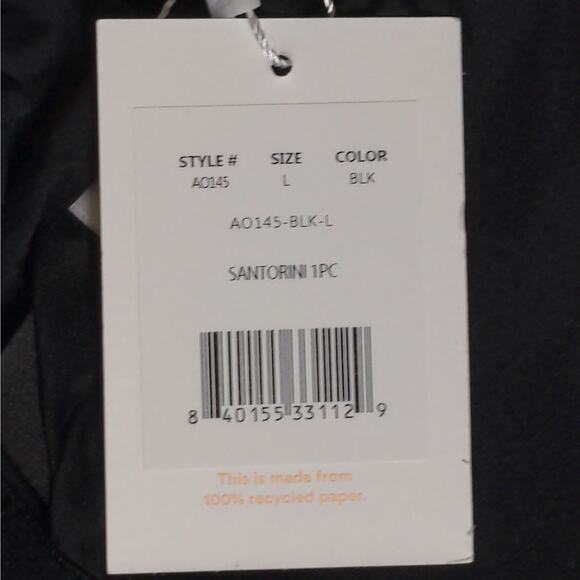 STYLE # SIZE COLOR
AO145 L BLK
AO145-BLK-L
SANTORINI 1PC
8 40155 33112 9
This is made from
100% recycled paper.